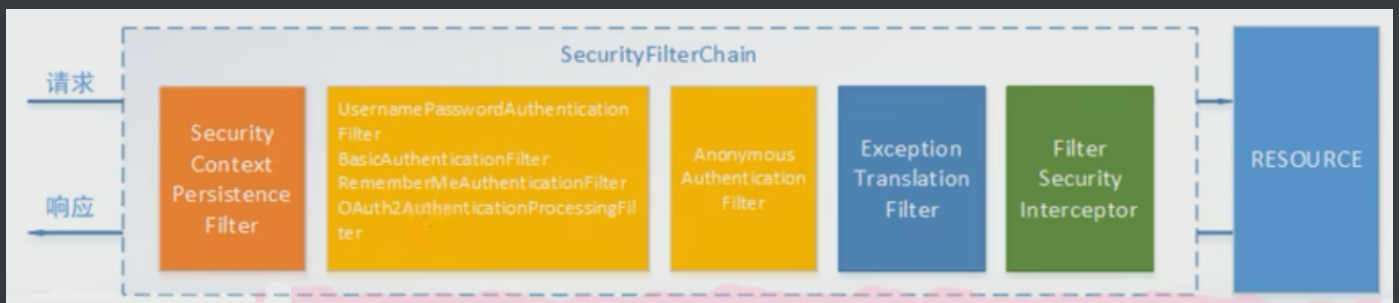 SecurityFilterChain
请求
响应
Security
Context
Persistence
Filter
UsernamePasswordAuthentication
Filter
BasicAuthenticationFilter
RememberMeAuthenticationFilter
OAuth2AuthenticationProcessingFil
ter
Anonymous
Authentication
Filter
Exception
Translation
Filter
Filter
Security
Interceptor
RESOURCE